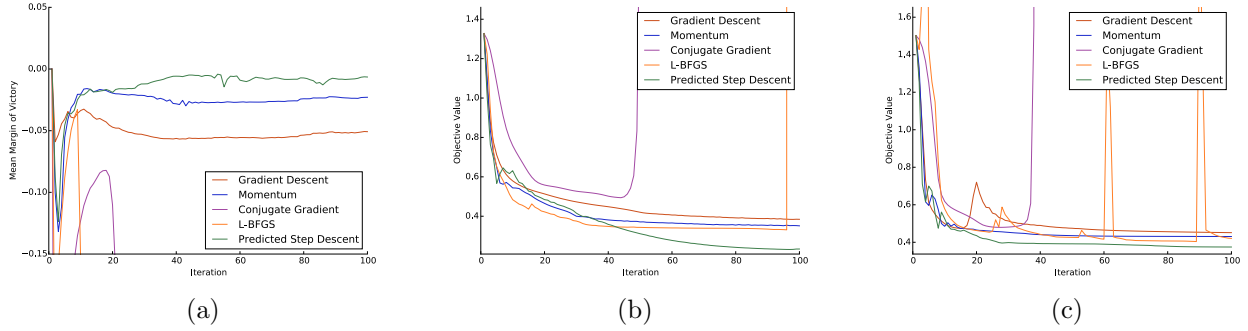 0.05
0.00
−0.05
−0.10
−0.15
0
20
40
60
80
100
Mean Margin of Victory
Iteration
Gradient Descent
Momentum
Conjugate Gradient
L-BFGS
Predicted Step Descent
(a)
1.4
1.2
1.0
0.8
0.6
0.4
0
20
40
60
80
100
Objective Value
Iteration
Gradient Descent
Momentum
Conjugate Gradient
L-BFGS
Predicted Step Descent
(b)
1.6
1.4
1.2
1.0
0.8
0.6
0.4
0
20
40
60
80
100
Objective Value
Iteration
Gradient Descent
Momentum
Conjugate Gradient
L-BFGS
Predicted Step Descent
(c)